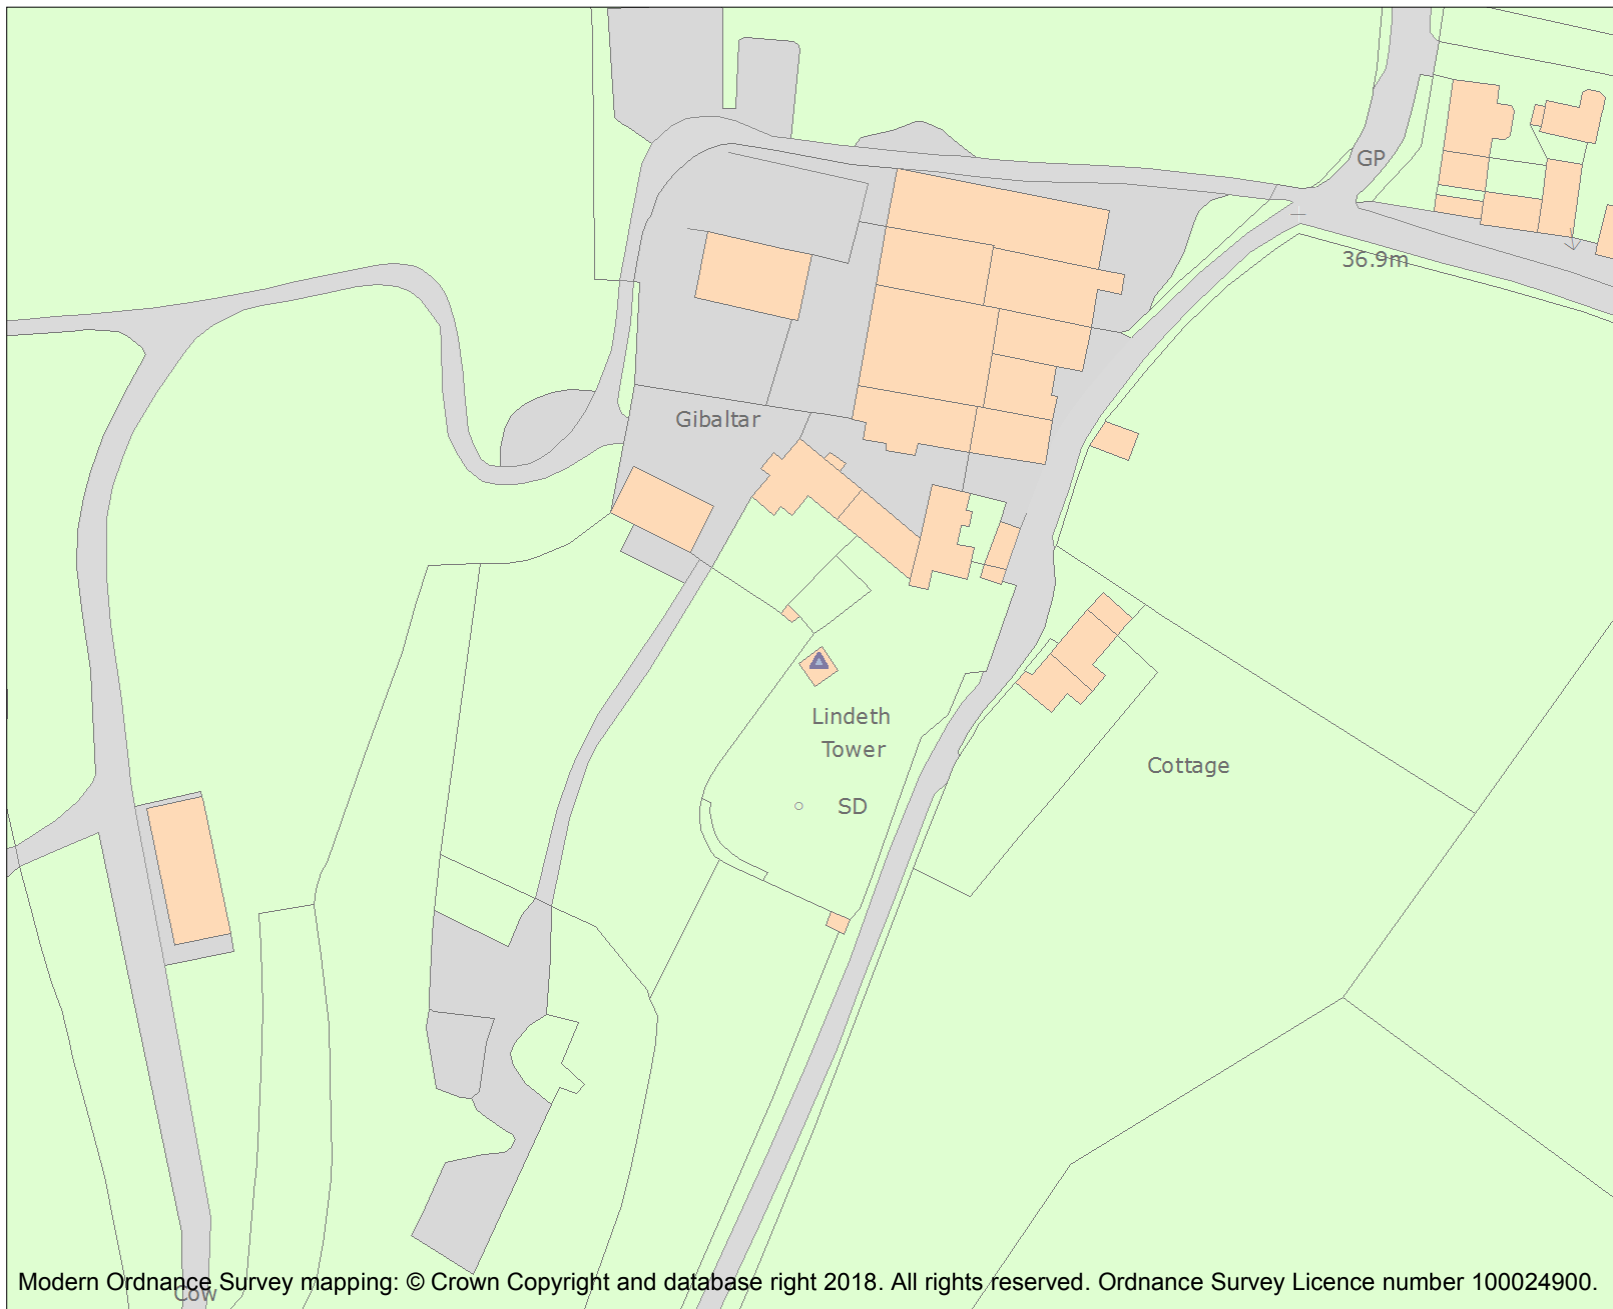 GP
36.9m
Gibaltar
Lindeth
Tower
Cottage
SD
Modern Ordnance Survey mapping: © Crown Copyright and database right 2018. All rights reserved. Ordnance Survey Licence number 100024900.
Cow